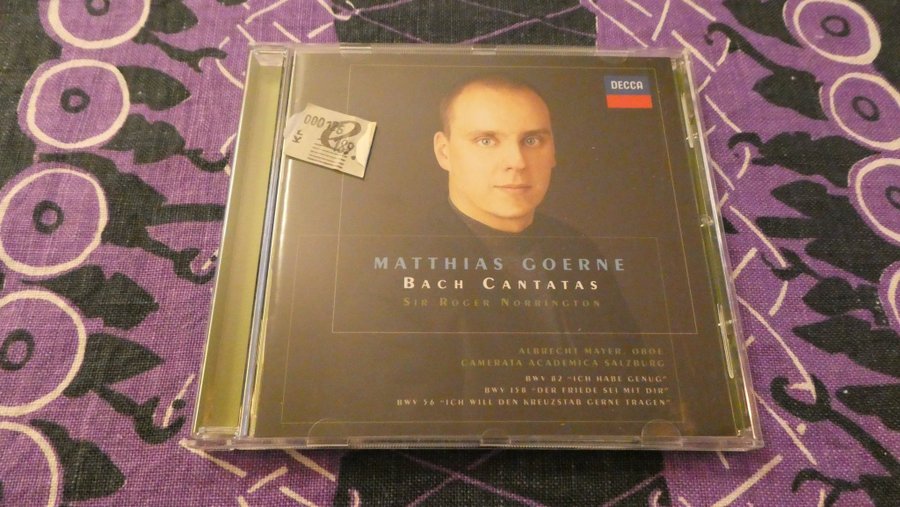 DECCA
MATTHIAS GOERNE
BACH CANTATAS
SIR ROGER NORRINGTON
ALBRECHT MAYER, OBOE
CAMERATA ACADEMICA SALZBURG
BWV 82 "ICH HABE GENUG"
BWV 158 "DER FRIEDE SEI MIT DIR"
BWV 56 "ICH WILL DEN KREUZSTAB GERNE TRAGEN"